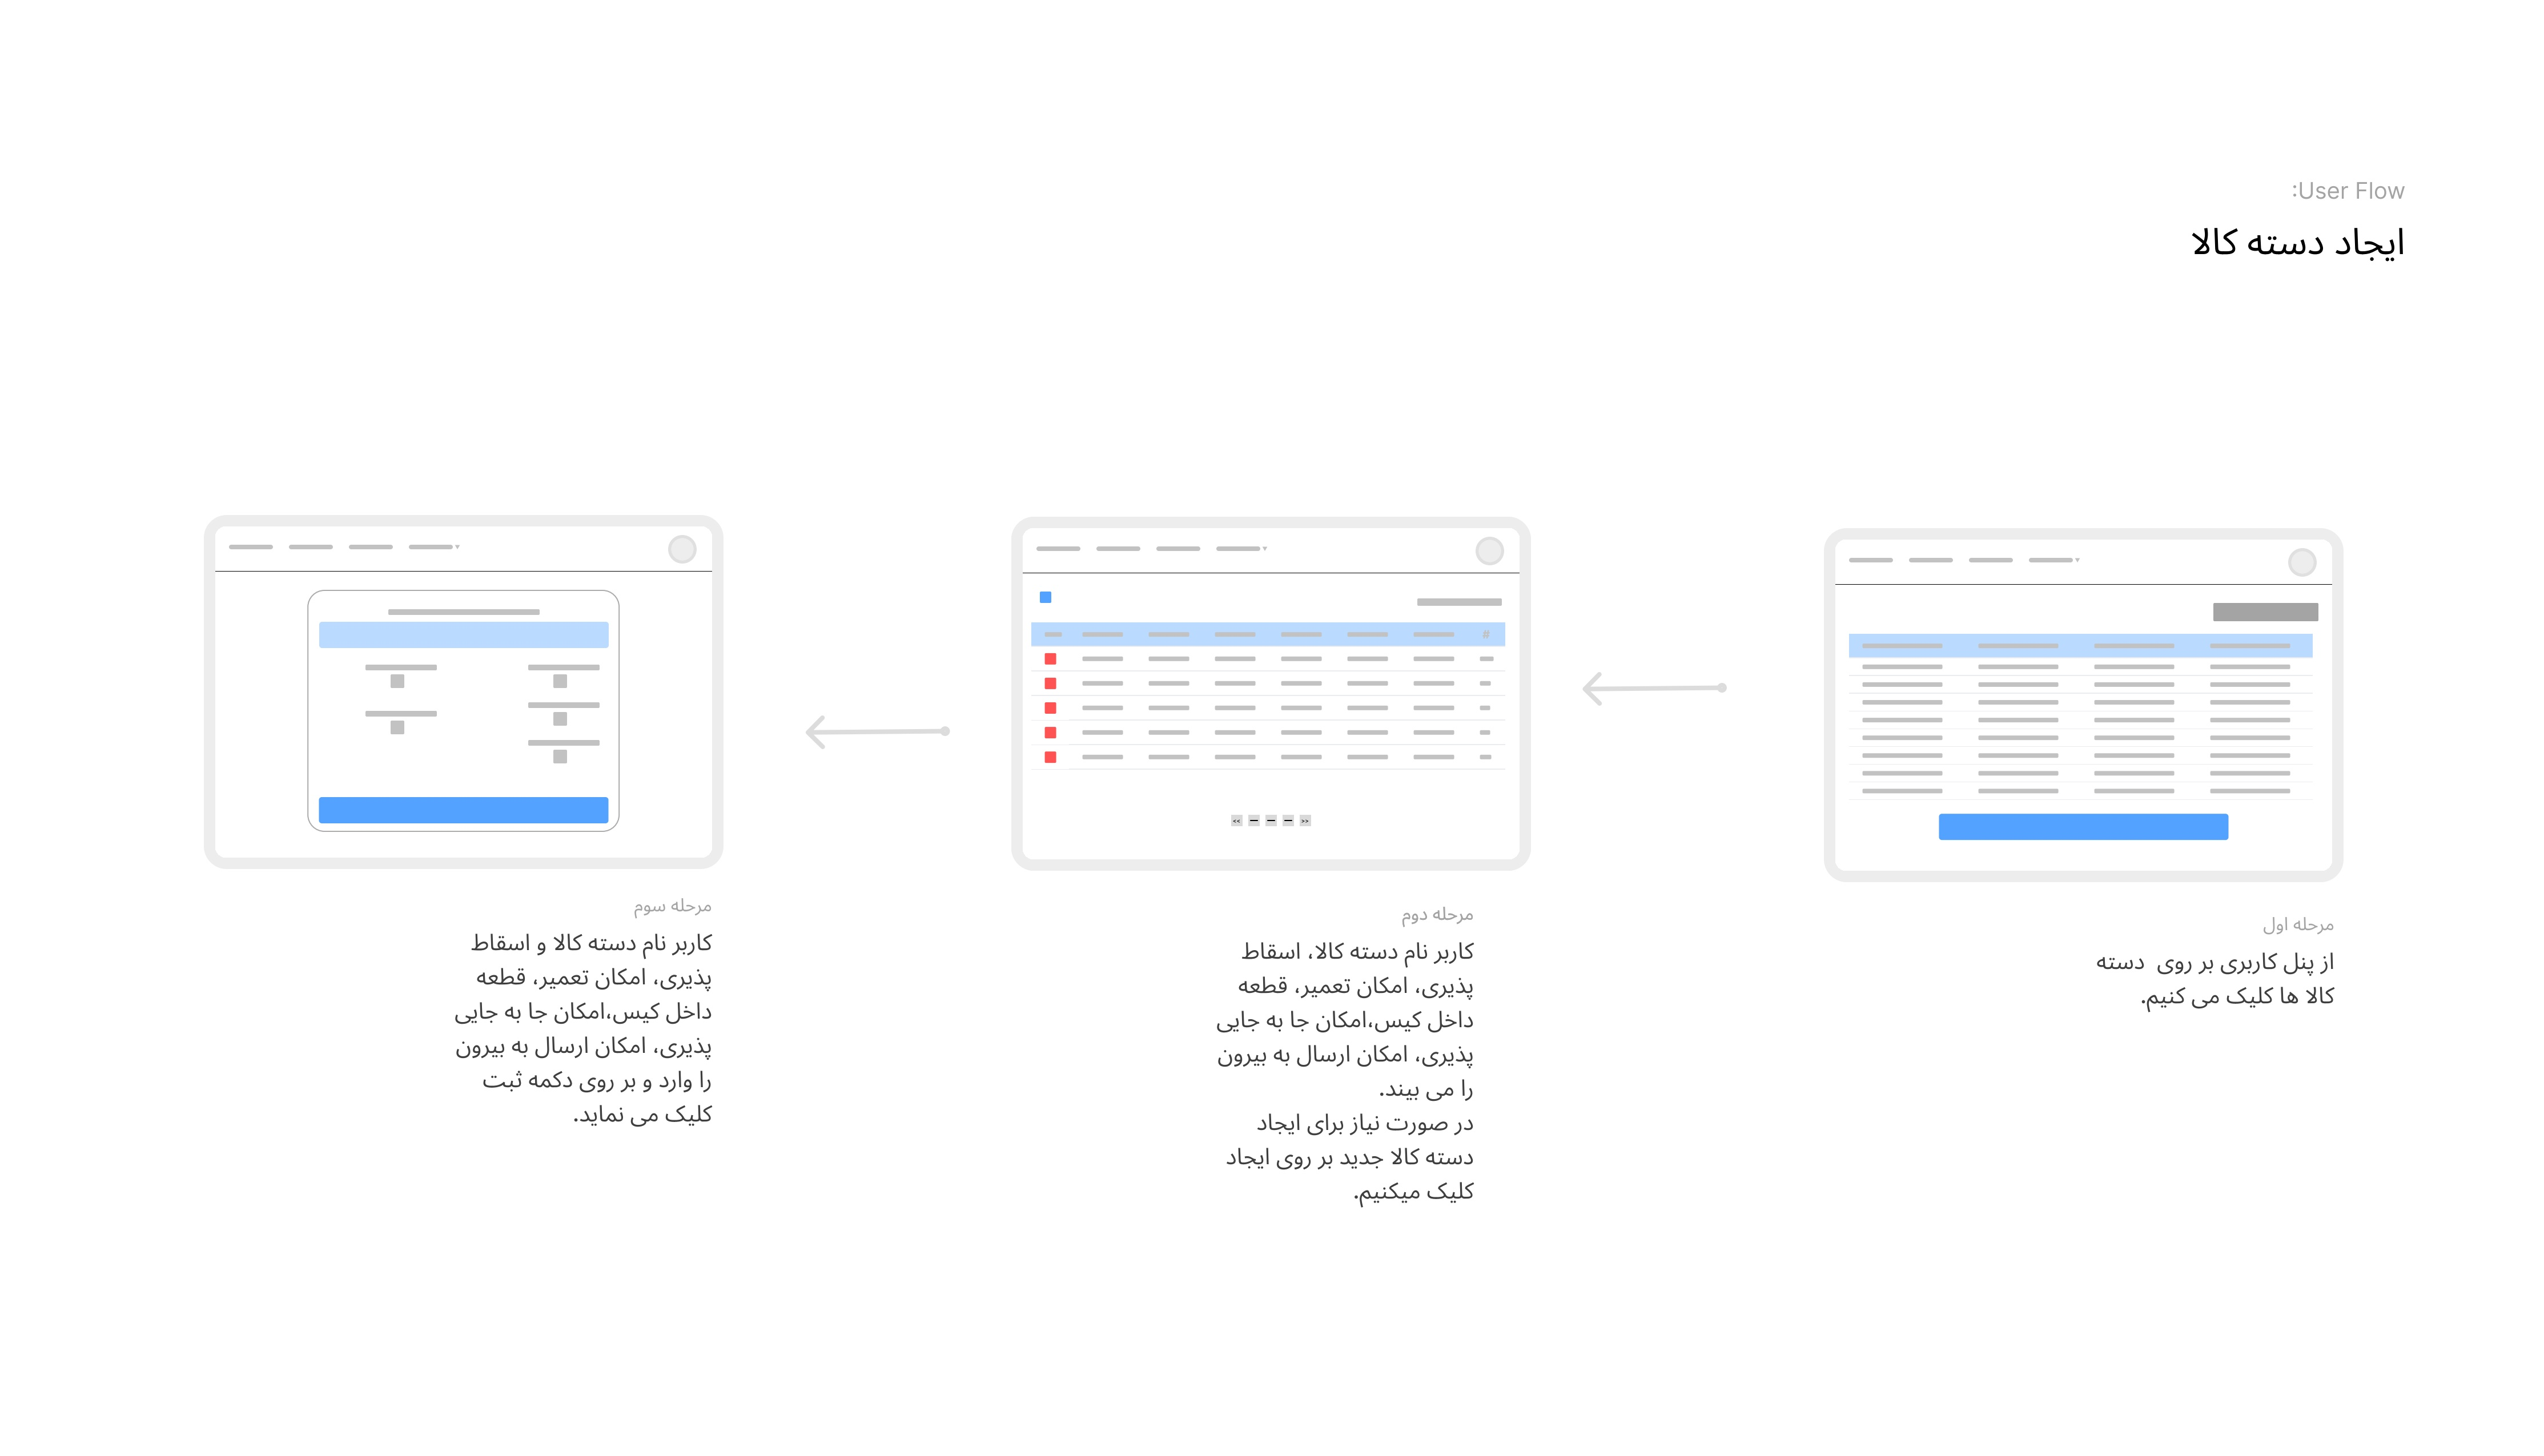 User Flow:
ایجاد دسته کالا
#
<< >>
مرحله اول
از پنل کاربری بر روی  دسته
کالا ها کلیک می کنیم.
مرحله دوم
کاربر نام دسته کالا، اسقاط
پذیری، امکان تعمیر، قطعه
داخل کیس،امکان جا به جایی
پذیری، امکان ارسال به بیرون
را می بیند.
در صورت نیاز برای ایجاد
دسته کالا جدید بر روی ایجاد
کلیک میکنیم.
مرحله سوم
کاربر نام دسته کالا و اسقاط
پذیری، امکان تعمیر، قطعه
داخل کیس،امکان جا به جایی
پذیری، امکان ارسال به بیرون
را وارد و بر روی دکمه ثبت
کلیک می نماید.